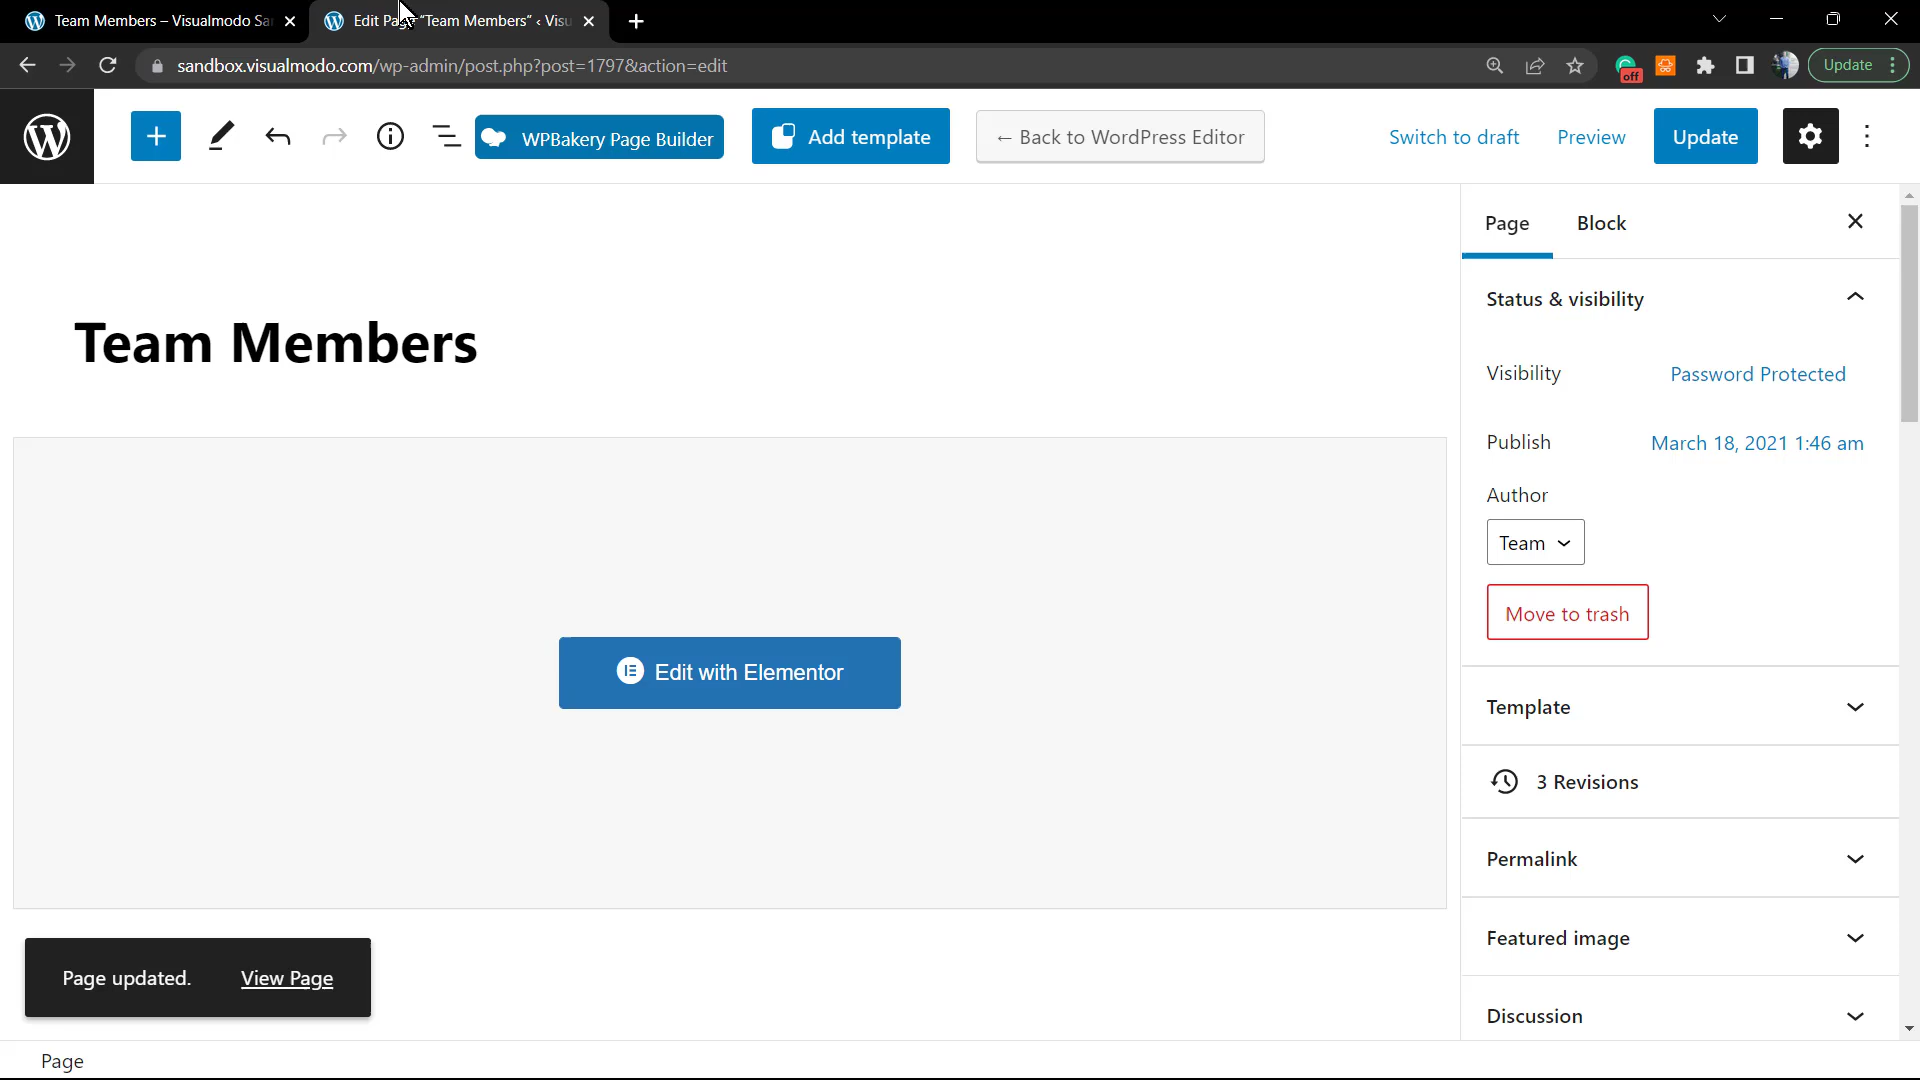 Team Members – Visualmodo Sa
Edit Pa "Team Members" ‹ Visu
sandbox.visualmodo.com/wp-admin/post.php?post=1797&action=edit
off
Update
WPBakery Page Builder
Add template
← Back to WordPress Editor
Switch to draft
Preview
Update
Page
Block
Status & visibility
Team Members
Visibility
Password Protected
Publish
March 18, 2021 1:46 am
Author
Team
Move to trash
Edit with Elementor
Template
3 Revisions
Permalink
Featured image
Page updated.
View Page
Discussion
Page